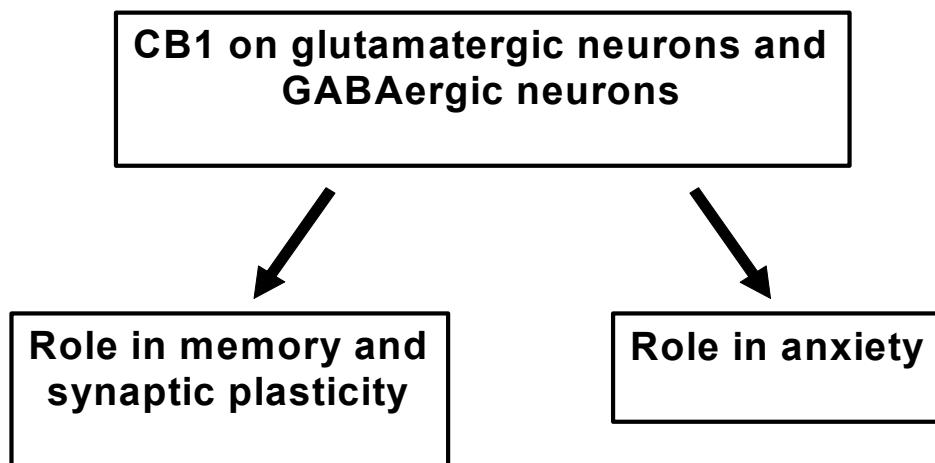 CB1 on glutamatergic neurons and
GABAergic neurons
Role in memory and
synaptic plasticity
Role in anxiety